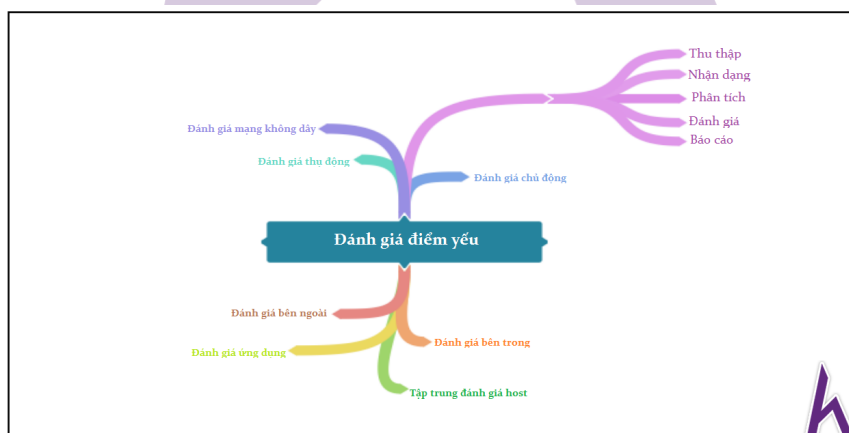 Thu thập
Nhận dạng
Phân tích
Đánh giá
Báo cáo
Đánh giá mạng không dây
Đánh giá thụ động
Đánh giá chủ động
Đánh giá điểm yếu
Đánh giá bên ngoài
Đánh giá bên trong
Đánh giá ứng dụng
Tập trung đánh giá host